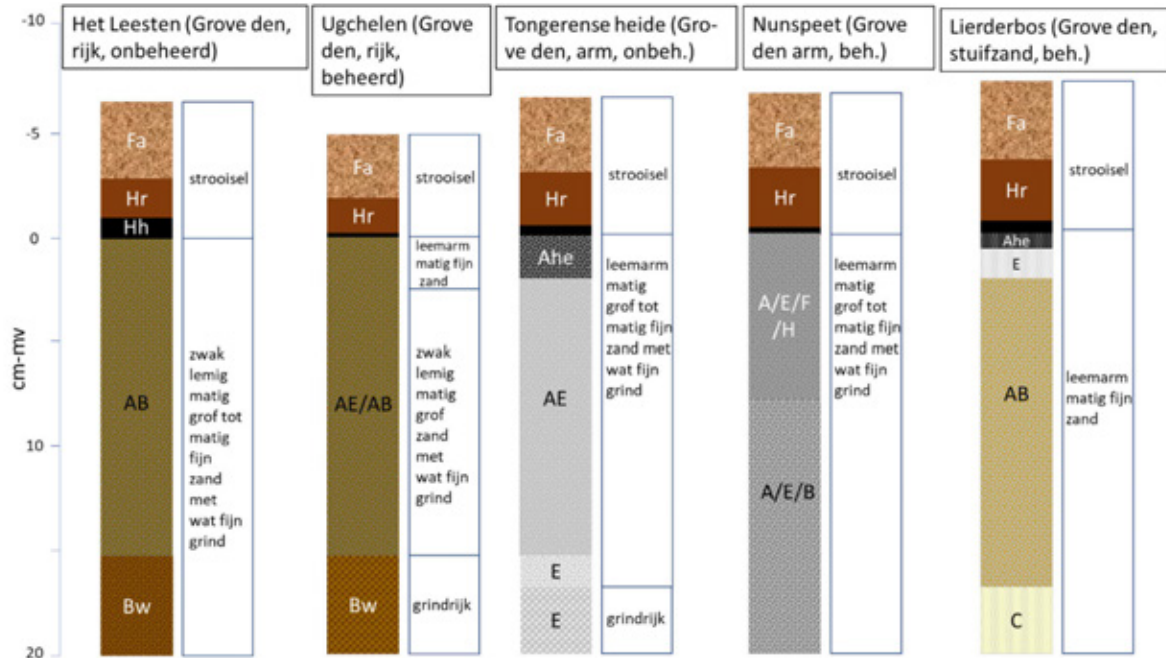 -10
-5
0
10
20
cm-mv
Het Leesten (Grove den,
rijk, onbeheerd)
Fa
Hr
Hh
AB
Bw
strooisel
zwak
lemig
matig
grof tot
matig
fijn
zand
met
wat fijn
grind
Ugchelen (Grove
den, rijk,
beheerd)
Fa
Hr
AE/AB
Bw
strooisel
leemarm
matig fijn
zand
zwak
lemig
matig
grof
zand
met
wat fijn
grind
grindrijk
Tongerense heide (Gro-
ve den, arm, onbeh.)
Fa
Hr
Ahe
AE
E
E
strooisel
leemarm
matig
grof tot
matig fijn
zand met
wat fijn
grind
grindrijk
Nunspeet (Grove
den arm, beh.)
Fa
Hr
A/E/F
/H
A/E/B
strooisel
leemarm
matig
grof tot
matig fijn
zand met
wat fijn
grind
Lierderbos (Grove den,
stuifzand, beh.)
Fa
Hr
Ahe
E
AB
C
strooisel
leemarm
matig fijn
zand